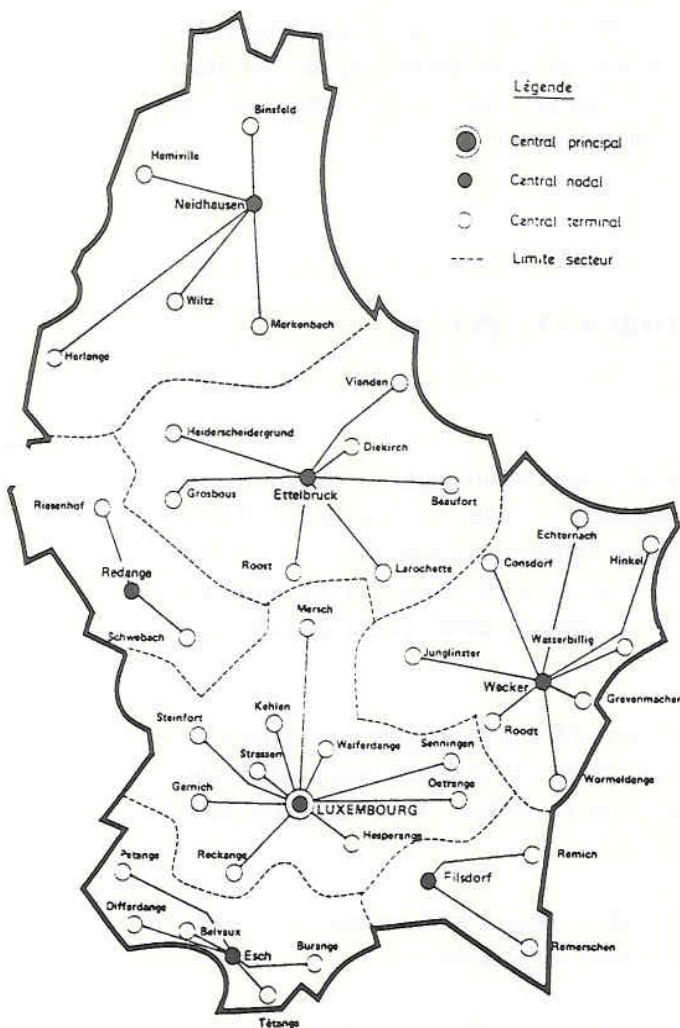 Légende
Central principal
Central nodal
Central terminal
Limite secteur
Binsfeld
Hamiville
Neidhausen
Wiltz
Merkenbach
Harlange
Vianden
Heiderscheidergrund
Diekirch
Grosbous
Ettelbruck
Beaufort
Riesenhof
Echternach
Consdorf
Hinkel
Redange
Roost
Larochette
Mersch
Schwebach
Wasserbillig
Junglinster
Wecker
Grevenmacher
Roodt
Kehlen
Steinfort
Walferdange
Senningen
Strassen
Wormeldange
Garnich
Oetrange
LUXEMBOURG
Hesperange
Reckange
Remich
Petange
Filsdorf
Differdange
Belvaux
Burange
Esch
Remerschen
Tétange